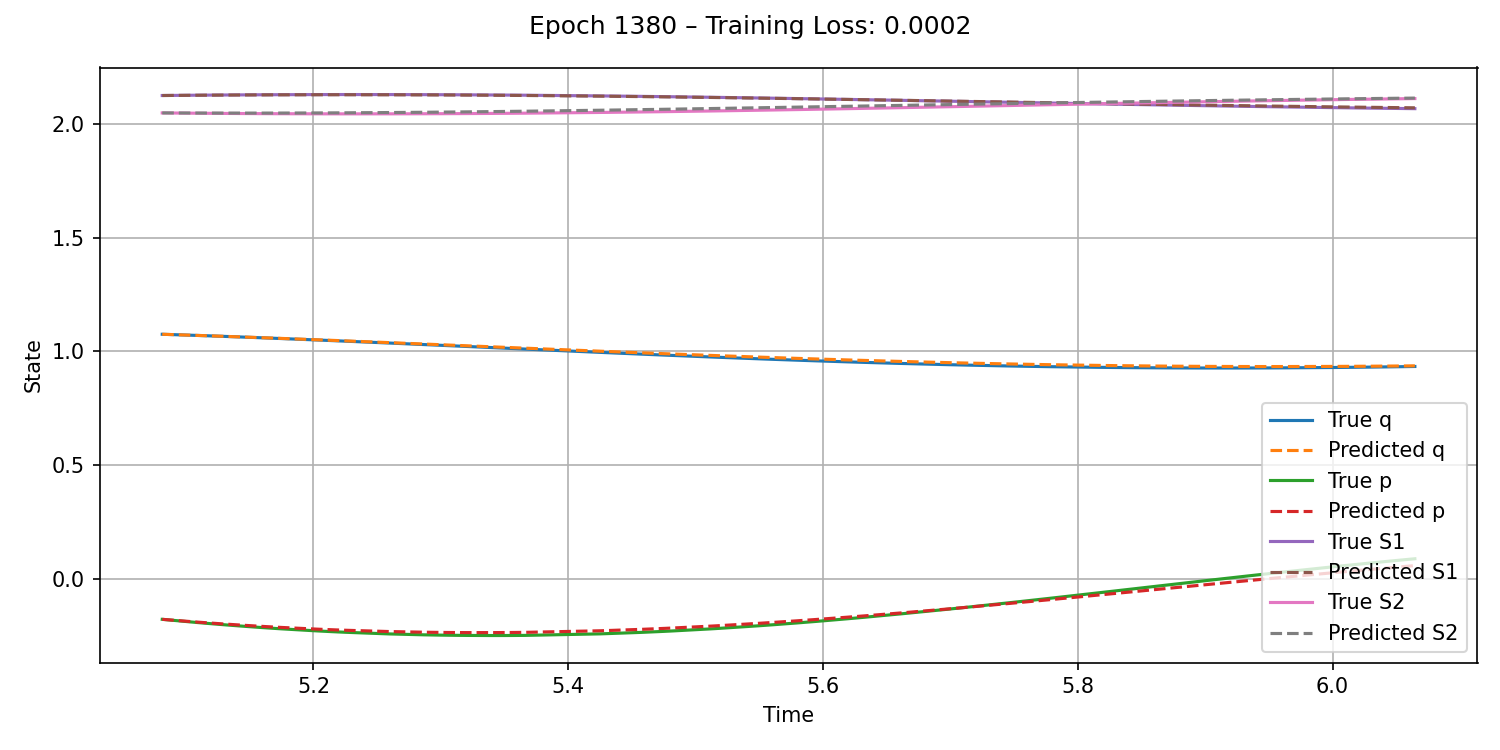 Epoch 1380 – Training Loss: 0.0002
State
2.0
1.5
1.0
0.5
0.0
True q
Predicted q
True p
Predicted p
True S1
Predicted S1
True S2
Predicted S2
5.2 5.4 5.6 5.8 6.0
Time